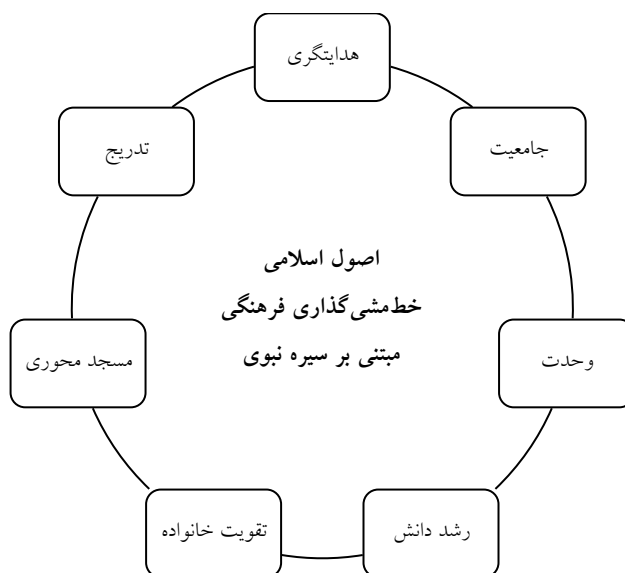 هدایتگری
جامعیت
تدریج
اصول اسلامی
خط‌مشی‌گذاری فرهنگی
مبتنی بر سیره نبوی
وحدت
مسجد محوری
رشد دانش
تقویت خانواده